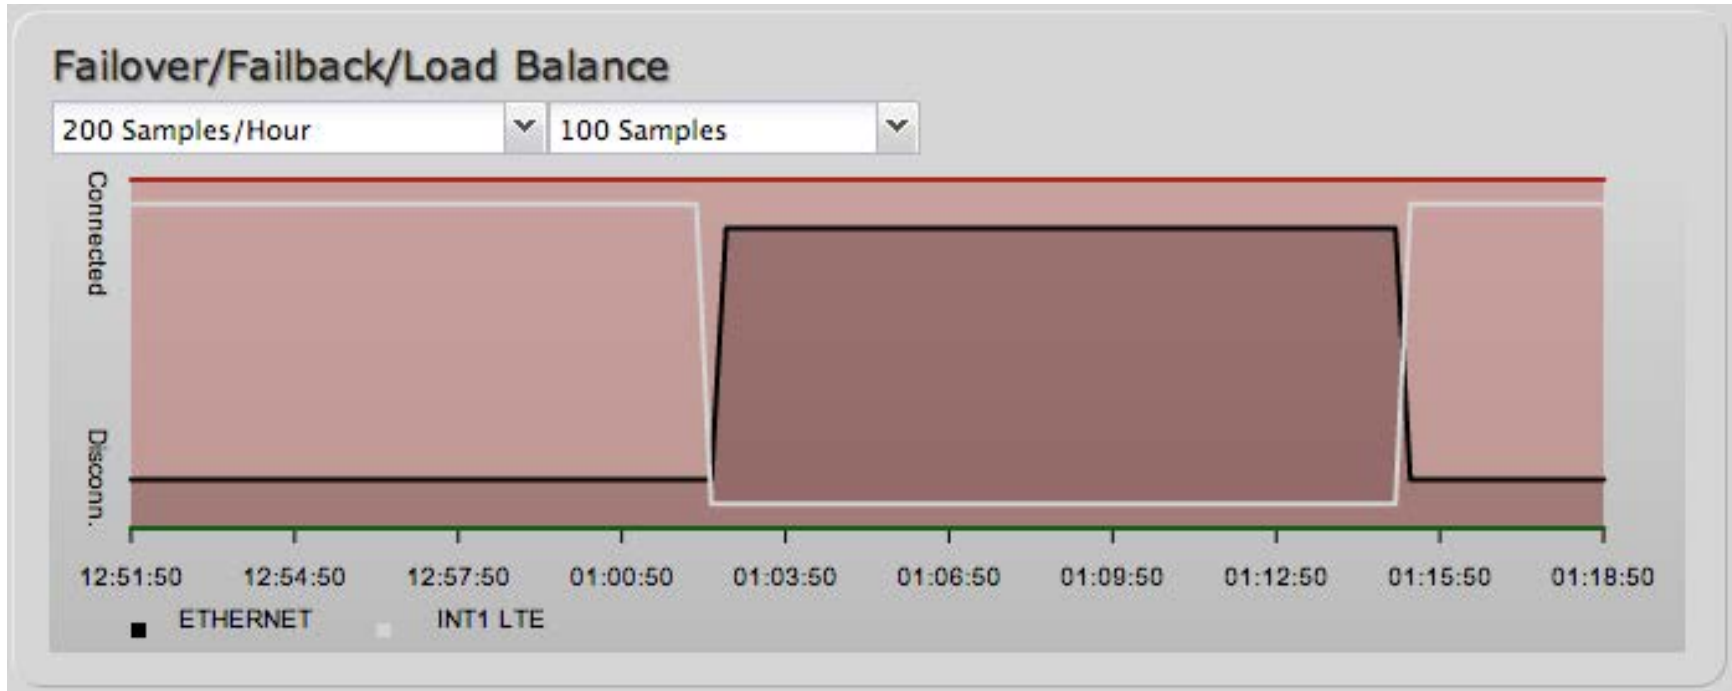 Failover/Failback/Load Balance
200 Samples/Hour 100 Samples
Connected
Disconn.
12:51:50 12:54:50 12:57:50 01:00:50 01:03:50 01:06:50 01:09:50 01:12:50 01:15:50 01:18:50
ETHERNET INT1 LTE